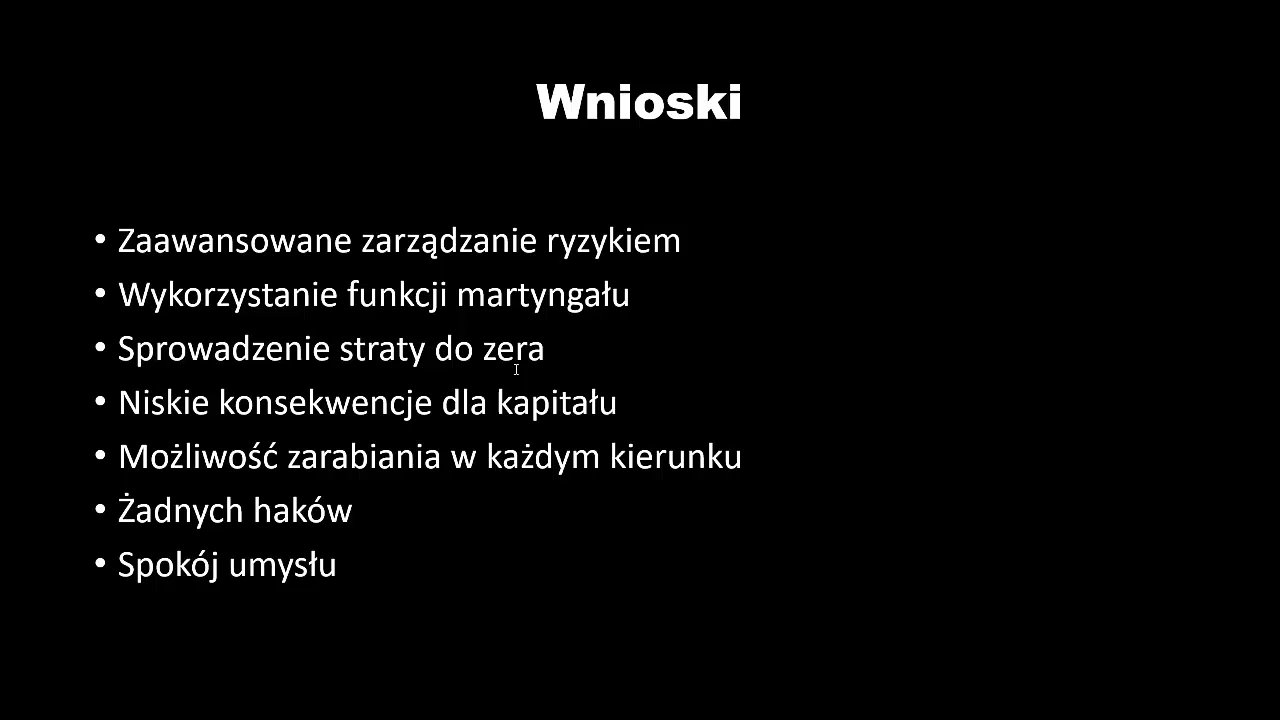 Wnioski
• Zaawansowane zarządzanie ryzykiem
• Wykorzystanie funkcji martyngału
• Sprowadzenie straty do zera
• Niskie konsekwencje dla kapitału
• Możliwość zarabiania w każdym kierunku
• Żadnych haków
• Spokój umysłu